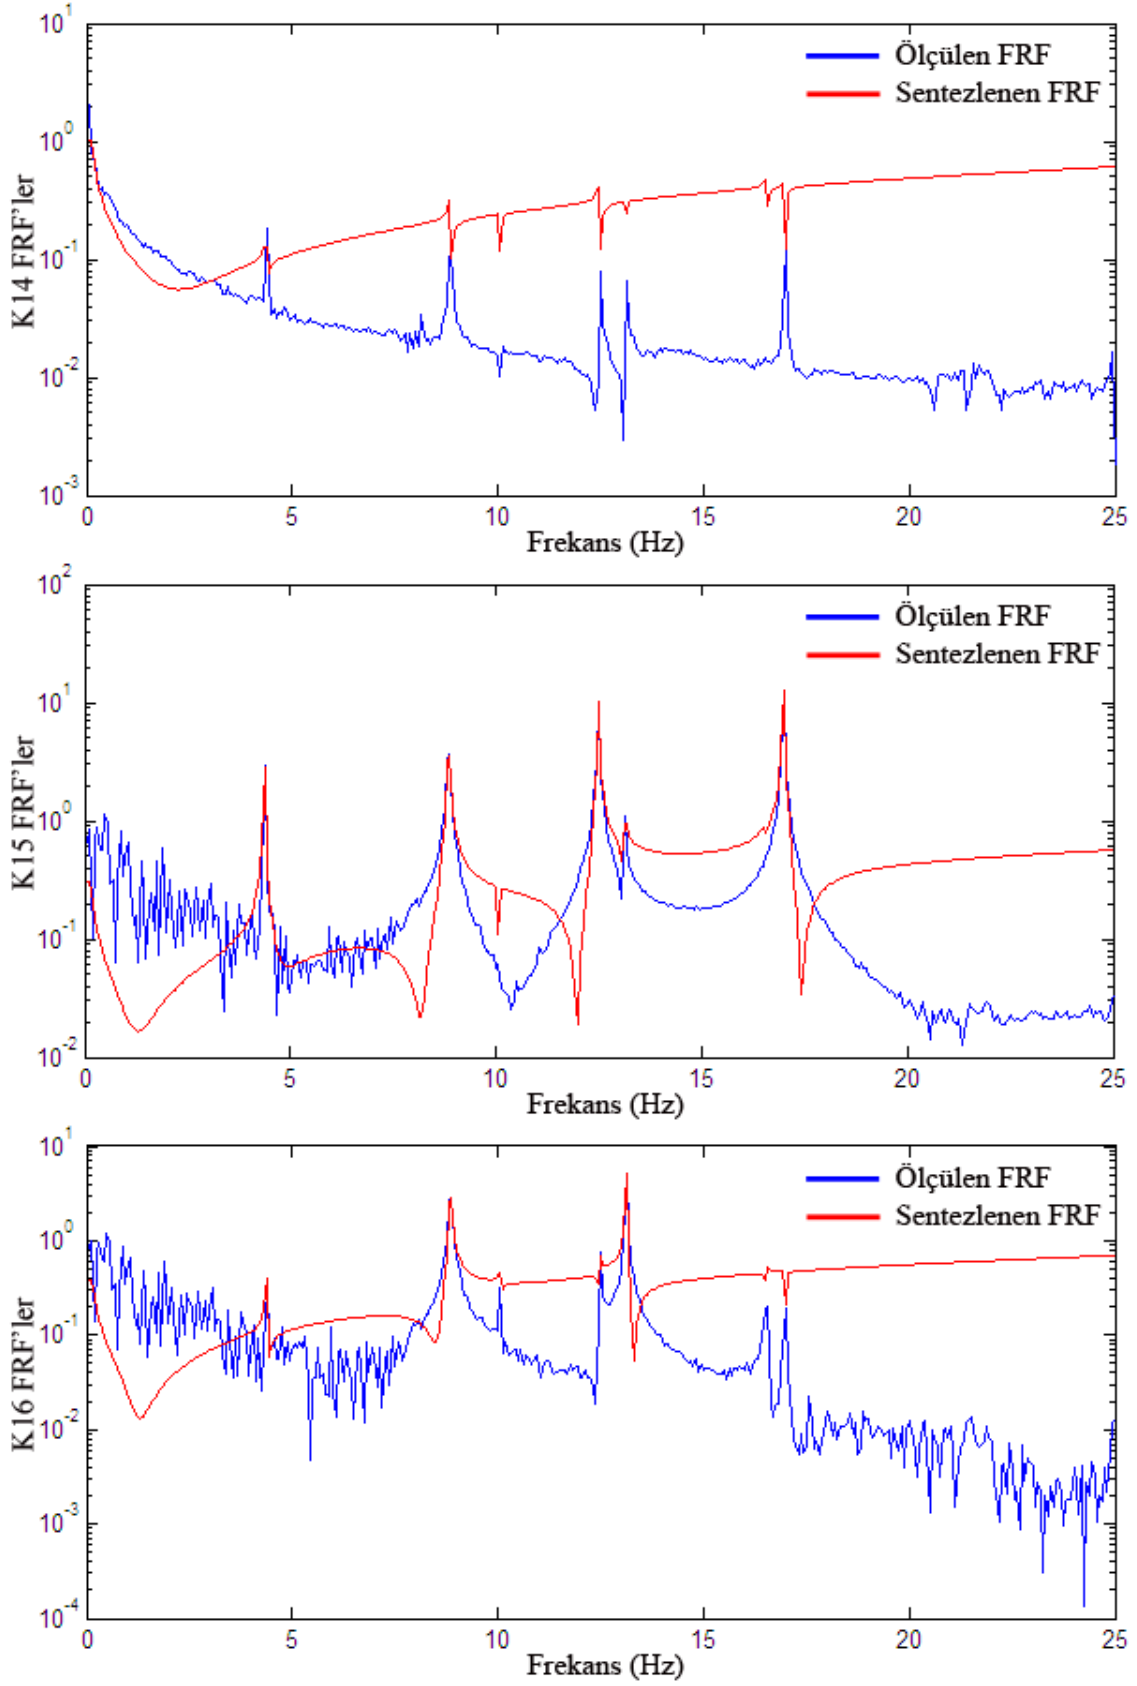 10^1
Ölçülen FRF
Sentezlenen FRF
10^0
10^-1
10^-2
10^-3
K14 FRF'ler
0 5 10 15 20 25
Frekans (Hz)
10^2
Ölçülen FRF
Sentezlenen FRF
10^1
10^0
10^-1
10^-2
K15 FRF'ler
0 5 10 15 20 25
Frekans (Hz)
10^1
Ölçülen FRF
Sentezlenen FRF
10^0
10^-1
10^-2
10^-3
10^-4
K16 FRF'ler
0 5 10 15 20 25
Frekans (Hz)